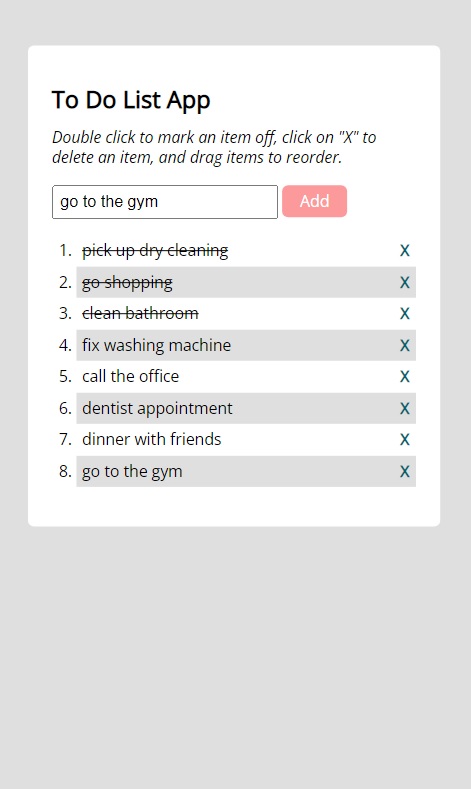 To Do List App
Double click to mark an item off, click on "X" to
delete an item, and drag items to reorder.
go to the gym Add
1. pick up dry cleaning X
2. go shopping X
3. clean bathroom X
4. fix washing machine X
5. call the office X
6. dentist appointment X
7. dinner with friends X
8. go to the gym X